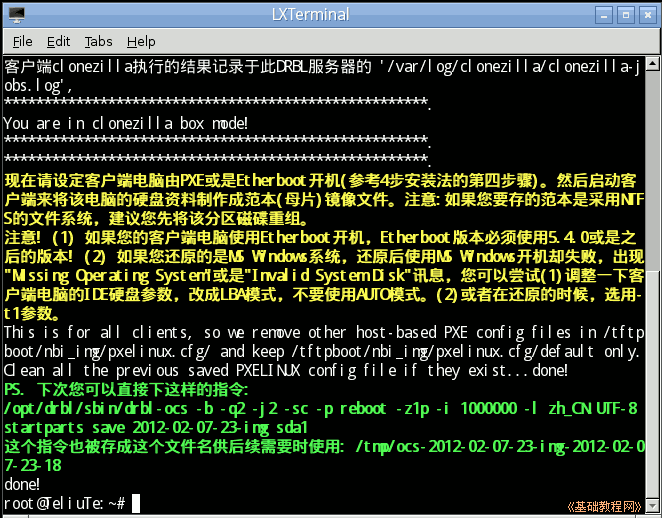 LXTerminal
File Edit Tabs Help
客户端clonezilla执行的结果记录于此DRBL服务器的 '/var/log/clonezilla/clonezilla-j
obs.log',
*****************************************************.
You are in clonezilla box mode!
*****************************************************.
*****************************************************.
现在请设定客户端电脑由PXE或是Etherboot开机(参考4步安装法的第四步骤)。然后启动客
户端来将该电脑的硬盘资料制作成范本(母片)镜像文件。注意:如果您要存的范本是采用NTF
S的文件系统，建议您先将该分区磁碟重组。
注意! (1) 如果您的客户端电脑使用Etherboot开机，Etherboot版本必须使用5.4.0或是之
后的版本! (2) 如果您还原的是MS Windows系统，还原后使用MS Windows开机却失败，出现
"Missing Operating System"或是"Invalid System Disk"讯息，您可以尝试(1)调整一下客
户端电脑的IDE硬盘参数，改成LBA模式，不要使用AUTO模式。(2)或者在还原的时候，选用-
t1参数。
This is for all clients, so we remove other host-based PXE config files in /tftp
boot/nbi_img/pxelinux.cfg/ and keep /tftpboot/nbi_img/pxelinux.cfg/default only.
Clean all the previous saved PXELINUX config file if they exist...done!
PS. 下次您可以直接下这样的指令:
/opt/drbl/sbin/drbl-ocs -b -q2 -j2 -sc -p reboot -z1p -i 1000000 -l zh_CN.UTF-8
startparts save 2012-02-07-23-img sda1
这个指令也被存成这个文件名供后续需要时使用: /tmp/ocs-2012-02-07-23-img-2012-02-0
7-23-18
done!
root@TeliuTe:~#
《基础教程网》